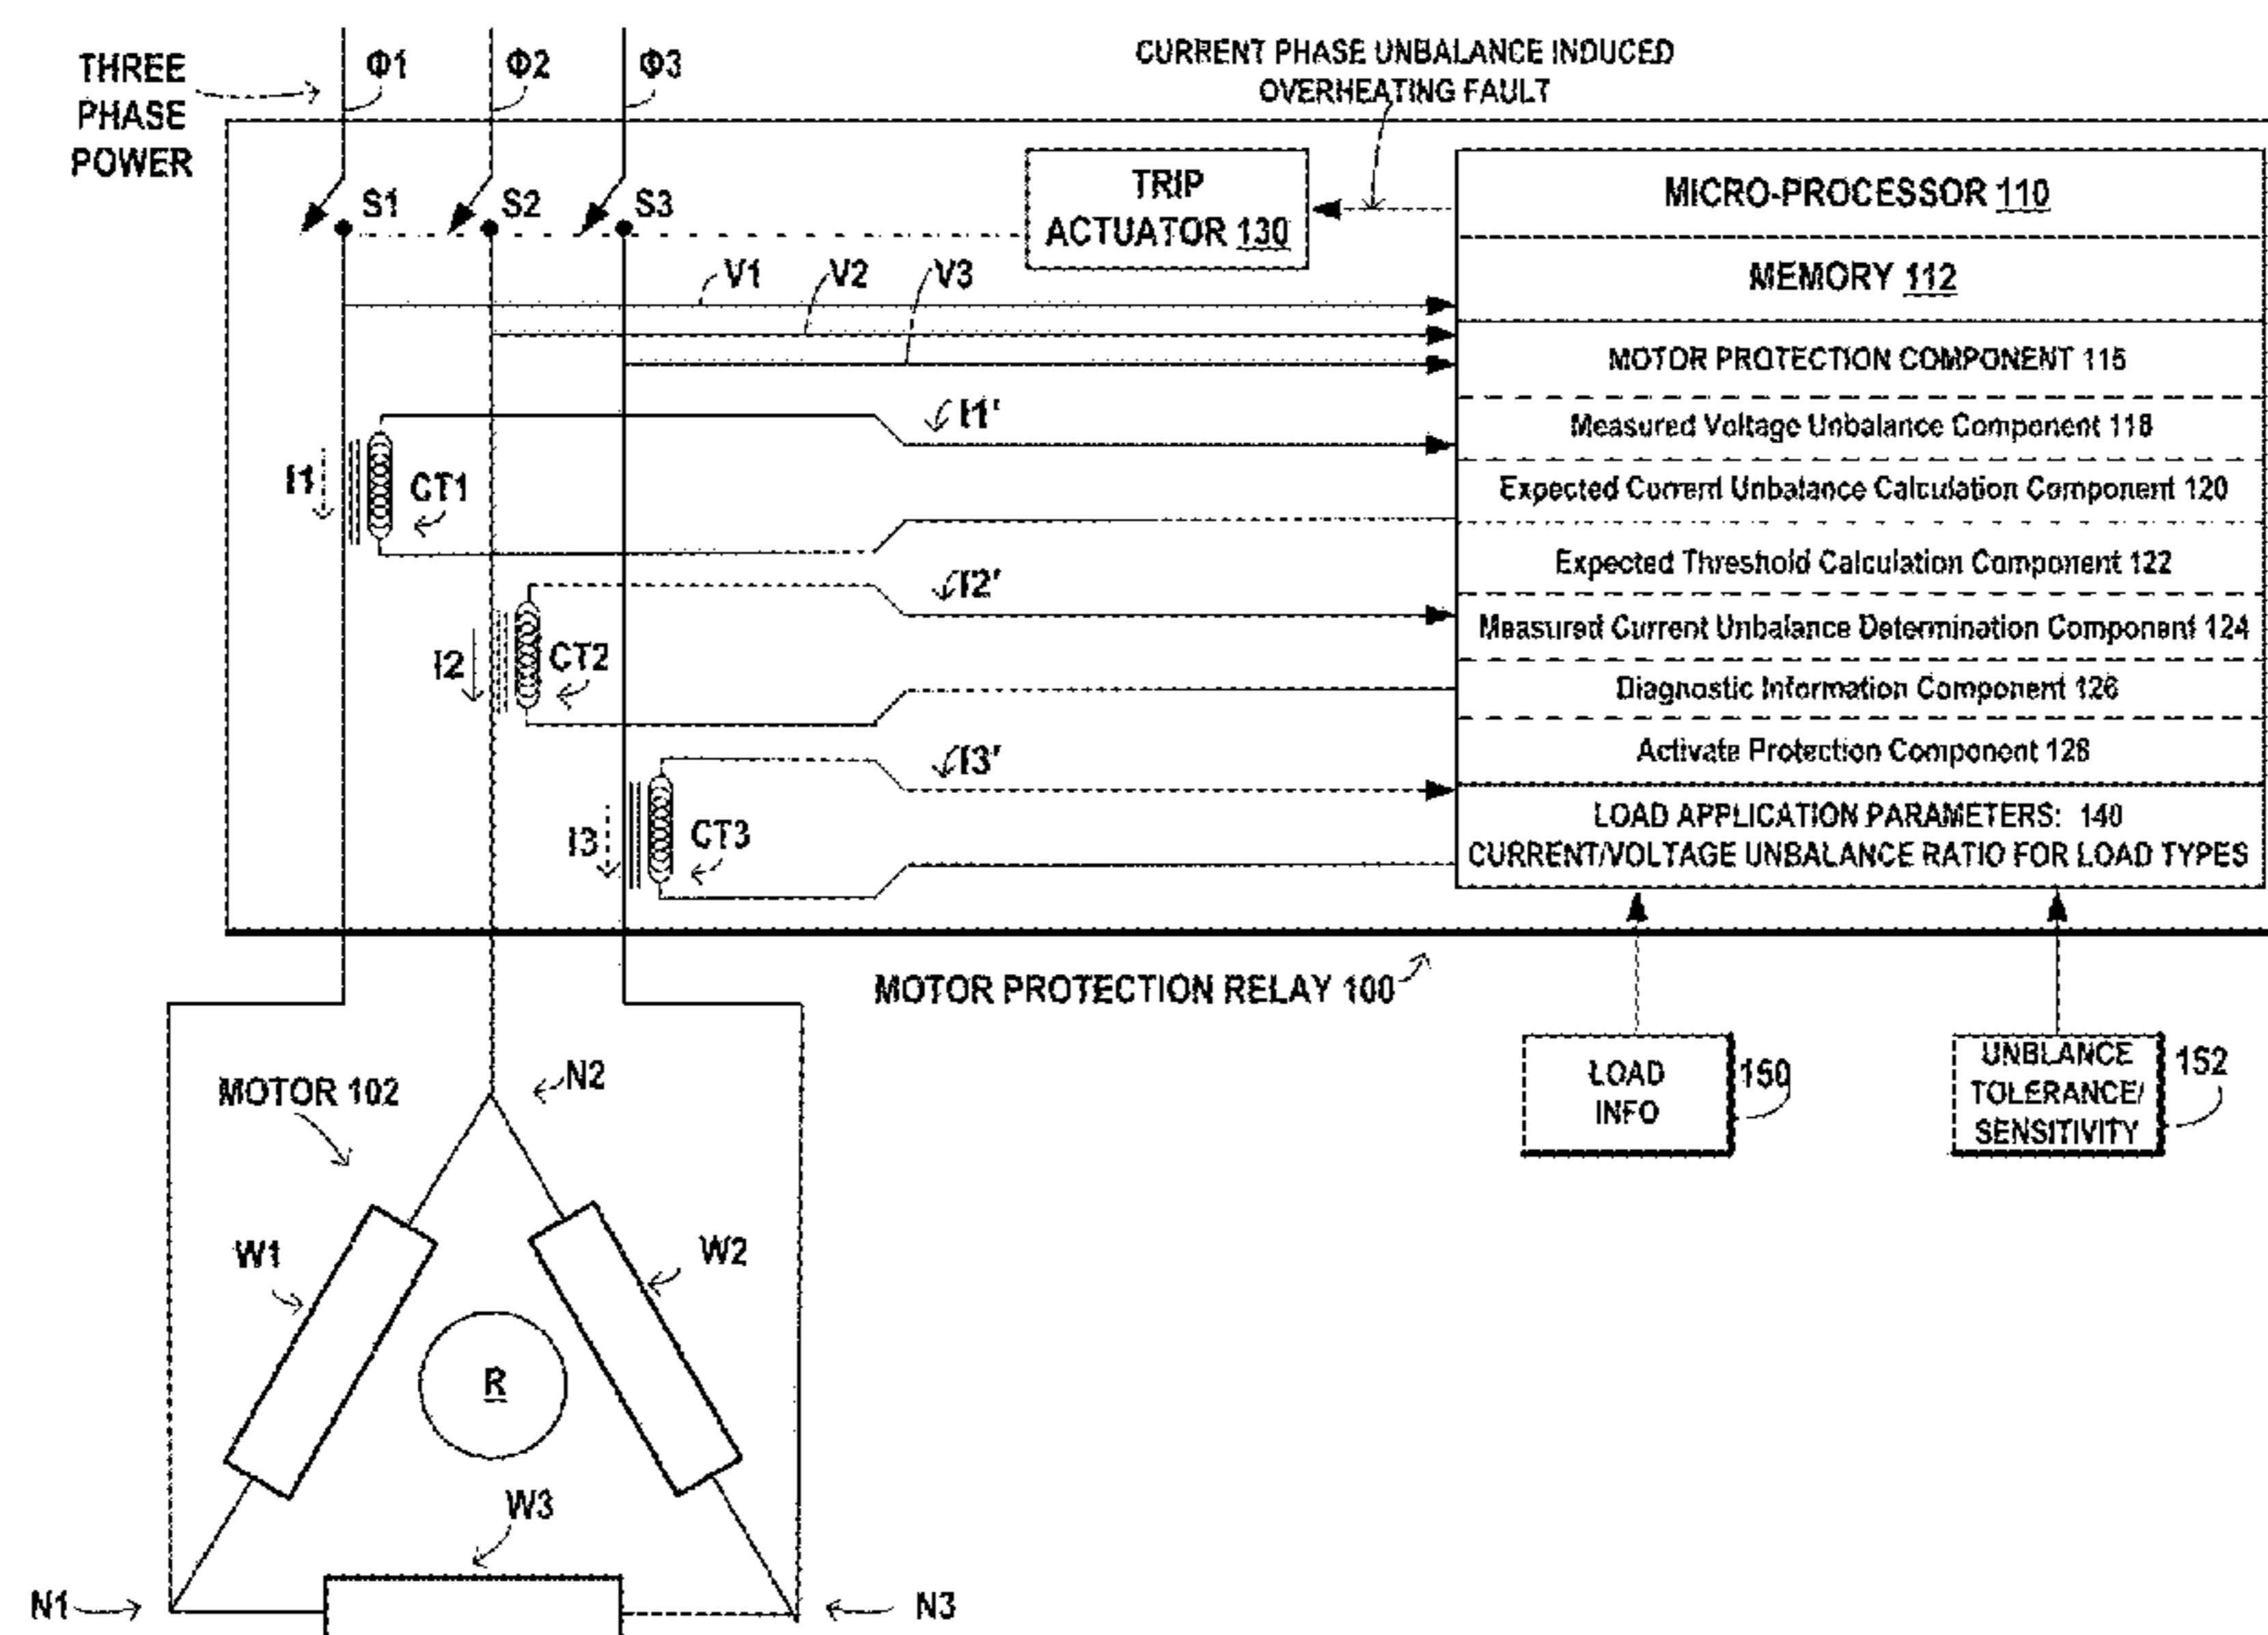 THREE
PHASE
POWER
Φ1
Φ2
Φ3
CURRENT PHASE UNBALANCE INDUCED
OVERHEATING FAULT
S1
S2
S3
TRIP
ACTUATOR 130
MICRO-PROCESSOR 110
MEMORY 112
V1
V2
V3
MOTOR PROTECTION COMPONENT 115
I1'
Measured Voltage Unbalance Component 118
I1
CT1
Expected Current Unbalance Calculation Component 120
Expected Threshold Calculation Component 122
I2'
Measured Current Unbalance Determination Component 124
I2
CT2
Diagnostic Information Component 126
I3'
Activate Protection Component 128
I3
CT3
LOAD APPLICATION PARAMETERS: 140
CURRENT/VOLTAGE UNBALANCE RATIO FOR LOAD TYPES
MOTOR PROTECTION RELAY 100
LOAD
INFO
150
UNBLANCE
TOLERANCE/
SENSITIVITY
152
MOTOR 102
N2
W1
W2
R
W3
N1
N3